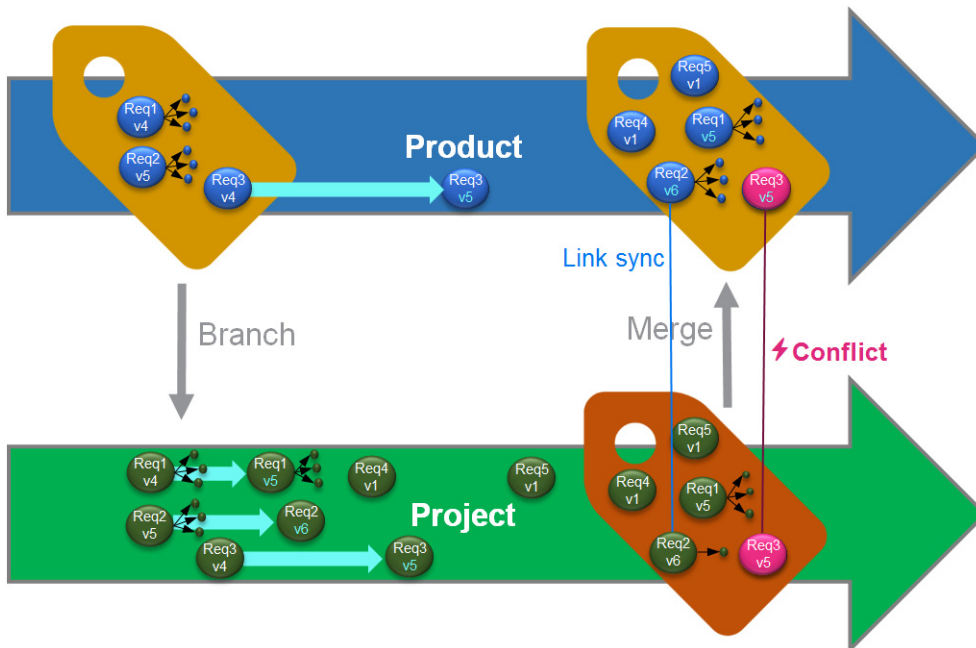 Req1
v4
Req2
v5
Req3
v4
Product
Req3
v5
Req5
v1
Req4
v1
Req1
v5
Req2
v6
Req3
v5
Link sync
Branch
Merge
Conflict
Req1
v4
Req1
v5
Req4
v1
Req5
v1
Req2
v5
Req2
v6
Project
Req3
v4
Req3
v5
Req5
v1
Req4
v1
Req1
v5
Req2
v6
Req3
v5